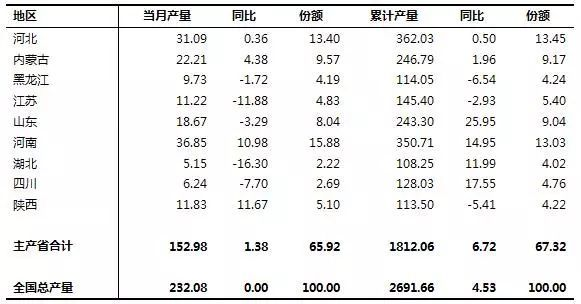 地区 当月产量 同比 份额 累计产量 同比 份额
河北 31.09 0.36 13.40 362.03 0.50 13.45
内蒙古 22.21 4.38 9.57 246.79 1.96 9.17
黑龙江 9.73 -1.72 4.19 114.05 -6.54 4.24
江苏 11.22 -11.88 4.83 145.40 -2.93 5.40
山东 18.67 -3.29 8.04 243.30 25.95 9.04
河南 36.85 10.98 15.88 350.71 14.95 13.03
湖北 5.15 -16.30 2.22 108.25 11.99 4.02
四川 6.24 -7.70 2.69 128.03 17.55 4.76
陕西 11.83 11.67 5.10 113.50 -5.41 4.22
主产省合计 152.98 1.38 65.92 1812.06 6.72 67.32
全国总产量 232.08 0.00 100.00 2691.66 4.53 100.00